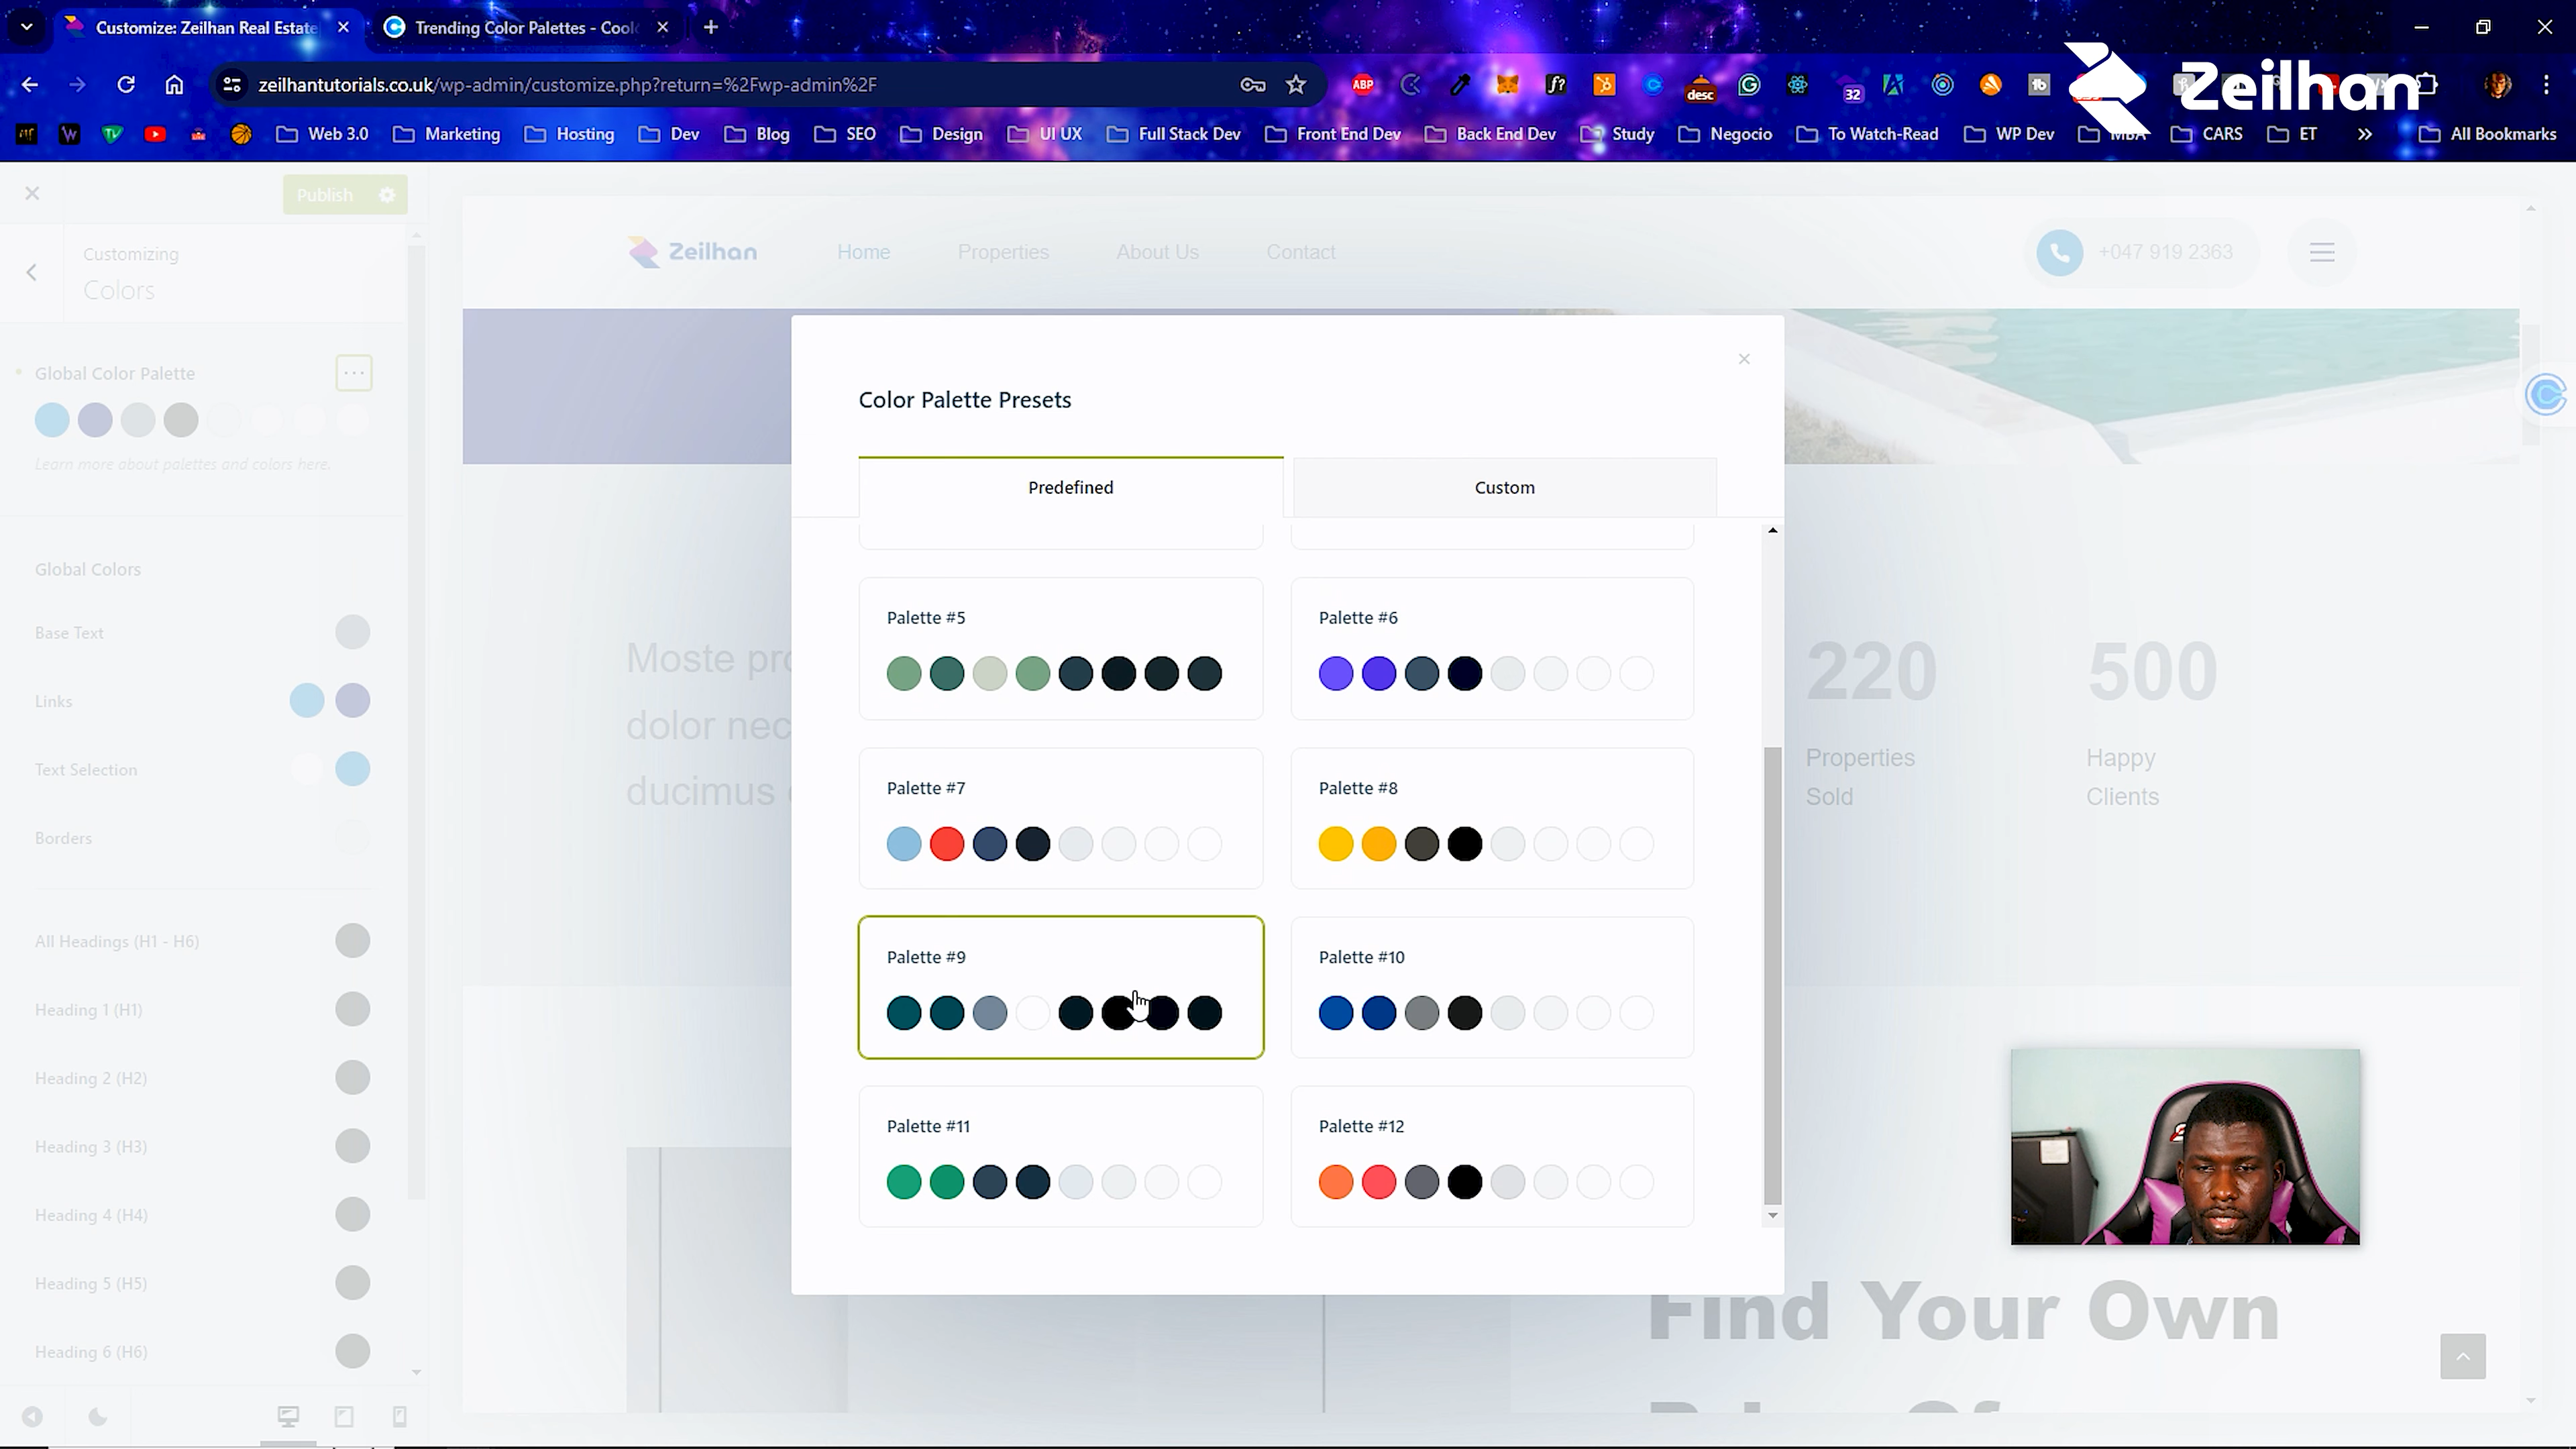 Customize: Zeilhan Real Estate
Trending Color Palettes - Coolo
zeilhantutorials.co.uk/wp-admin/customize.php?return=%2Fwp-admin%2F
ABP
f?
desc
32
Zeilhan
Web 3.0
Marketing
Hosting
Dev
Blog
SEO
Design
UI UX
Full Stack Dev
Front End Dev
Back End Dev
Study
Negocio
To Watch-Read
WP Dev
MBA
CARS
ET
All Bookmarks
Publish
Customizing
Colors
Global Color Palette
Learn more about palettes and colors here.
Global Colors
Base Text
Links
Text Selection
Borders
All Headings (H1 - H6)
Heading 1 (H1)
Heading 2 (H2)
Heading 3 (H3)
Heading 4 (H4)
Heading 5 (H5)
Heading 6 (H6)
Zeilhan
Home
Properties
About Us
Contact
+047 919 2363
Color Palette Presets
Predefined
Custom
Palette #5
Palette #6
Palette #7
Palette #8
Palette #9
Palette #10
Palette #11
Palette #12
Moste pro
dolor nec
ducimus
220
500
Properties
Sold
Happy
Clients
Find Your Own